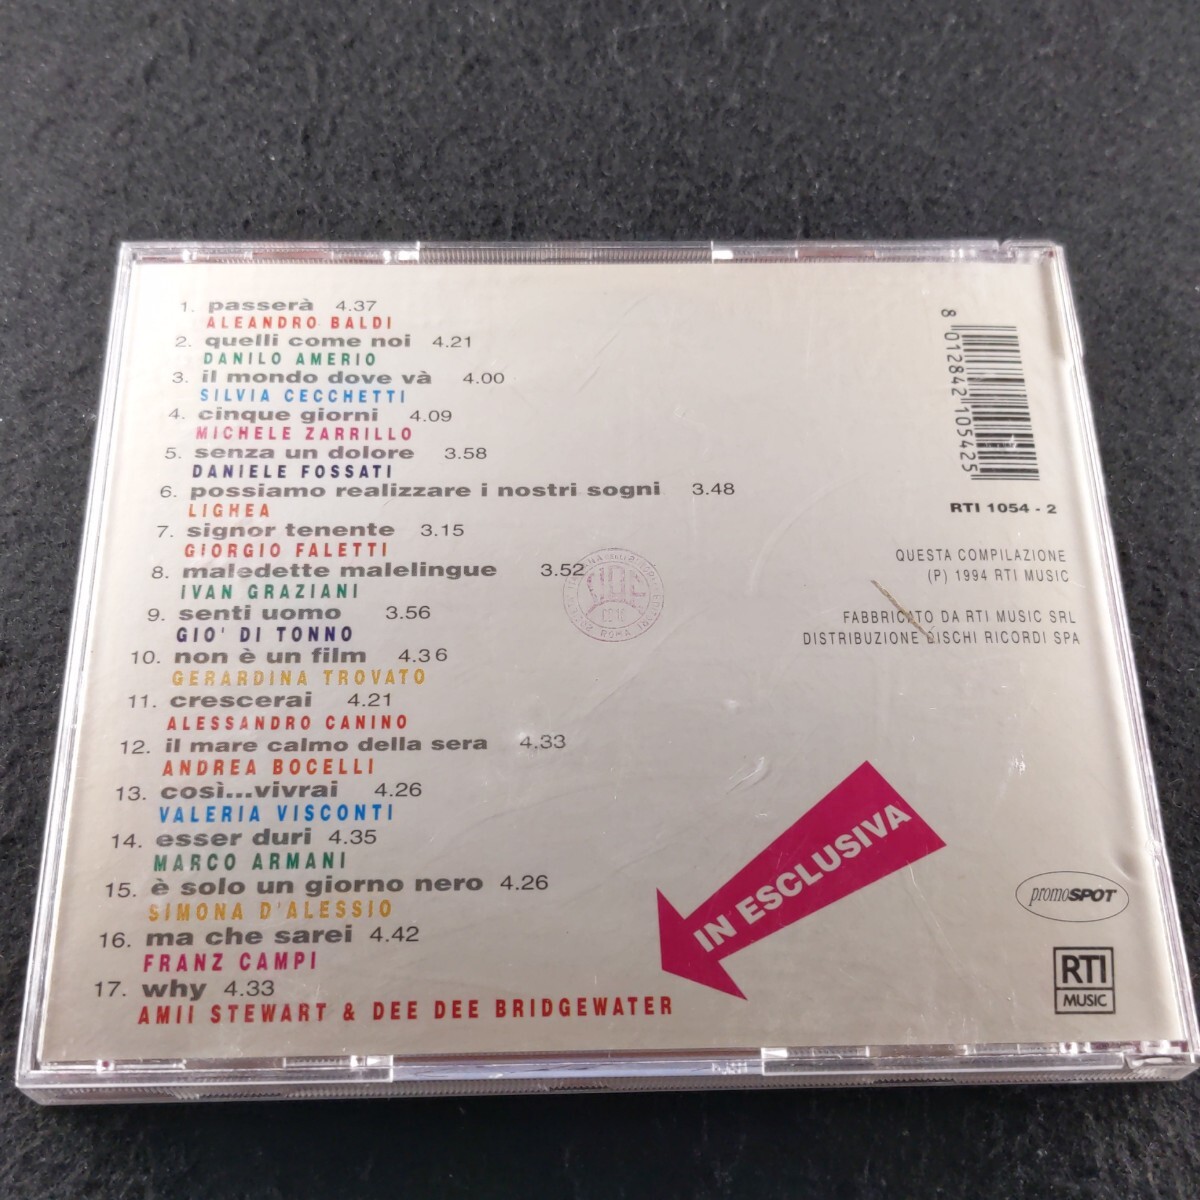 1. passerà 4.37
ALEANDRO BALDI
2. quelli come noi 4.21
DANILO AMERIO
3. il mondo dove và 4.00
SILVIA CECCHETTI
4. cinque giorni 4.09
MICHELE ZARRILLO
5. senza un dolore 3.58
DANIELE FOSSATI
6. possiamo realizzare i nostri sogni 3.48
LIGHEA
7. signor tenente 3.15
GIORGIO FALETTI
8. maledette malelingue 3.52
IVAN GRAZIANI
9. senti uomo 3.56
GIO' DI TONNO
10. non è un film 4.36
GERARDINA TROVATO
11. crescerai 4.21
ALESSANDRO CANINO
12. il mare calmo della sera 4.33
ANDREA BOCELLI
13. così...vivrai 4.26
VALERIA VISCONTI
14. esser duri 4.35
MARCO ARMANI
15. è solo un giorno nero 4.26
SIMONA D'ALESSIO
16. ma che sarei 4.42
FRANZ CAMPI
17. why 4.33
AMII STEWART & DEE DEE BRIDGEWATER
8 012842 105425
RTI 1054 - 2
QUESTA COMPILAZIONE
(P) 1994 RTI MUSIC
FABBRICATO DA RTI MUSIC SRL
DISTRIBUZIONE DISCHI RICORDI SPA
ROMA
IN ESCLUSIVA
promoSPOT
RTI
MUSIC